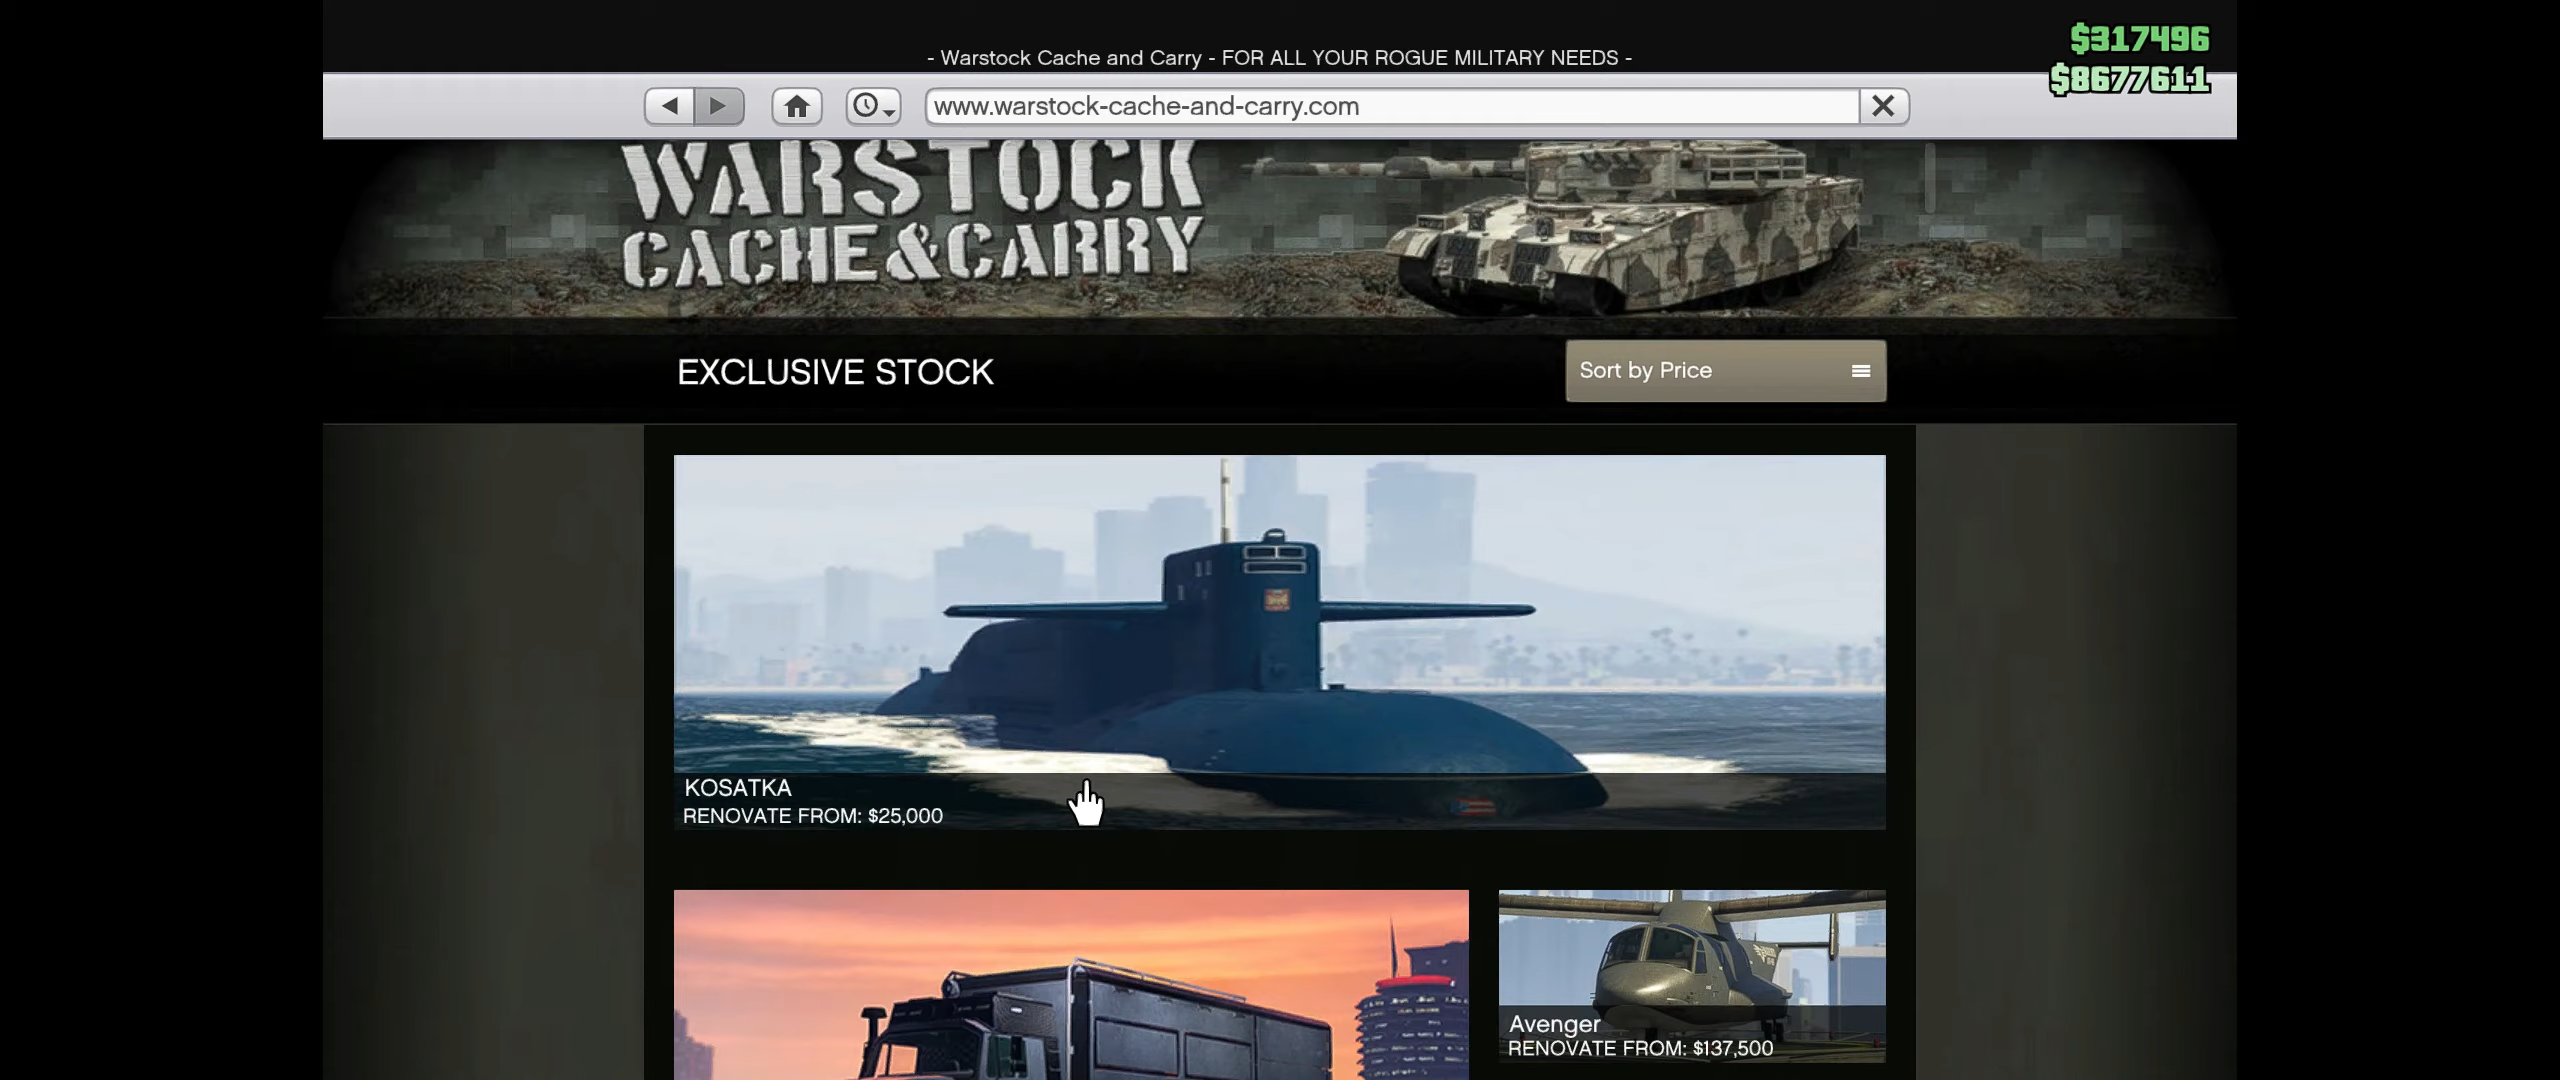 $317496
- Warstock Cache and Carry - FOR ALL YOUR ROGUE MILITARY NEEDS -
$8677611
www.warstock-cache-and-carry.com
WARSTOCK
CACHE & CARRY
EXCLUSIVE STOCK
Sort by Price
KOSATKA
RENOVATE FROM: $25,000
Avenger
RENOVATE FROM: $137,500